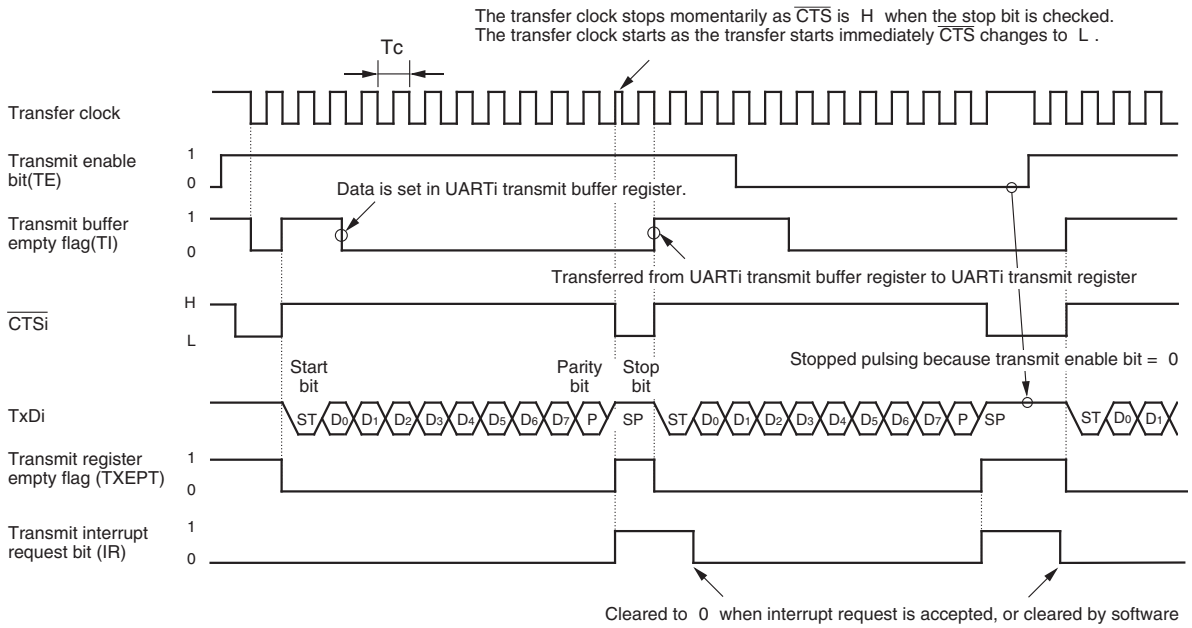 The transfer clock stops momentarily as CTS is H when the stop bit is checked.
The transfer clock starts as the transfer starts immediately CTS changes to L .
Tc
Transfer clock
Transmit enable
bit(TE)
1
0
Data is set in UARTi transmit buffer register.
Transmit buffer
empty flag(TI)
1
0
Transferred from UARTi transmit buffer register to UARTi transmit register
CTSi
H
L
Stopped pulsing because transmit enable bit = 0
Start
bit
Parity
bit
Stop
bit
TxDi
ST D0 D1 D2 D3 D4 D5 D6 D7 P SP ST D0 D1 D2 D3 D4 D5 D6 D7 P SP ST D0 D1
Transmit register
empty flag (TXEPT)
1
0
Transmit interrupt
request bit (IR)
1
0
Cleared to 0 when interrupt request is accepted, or cleared by software